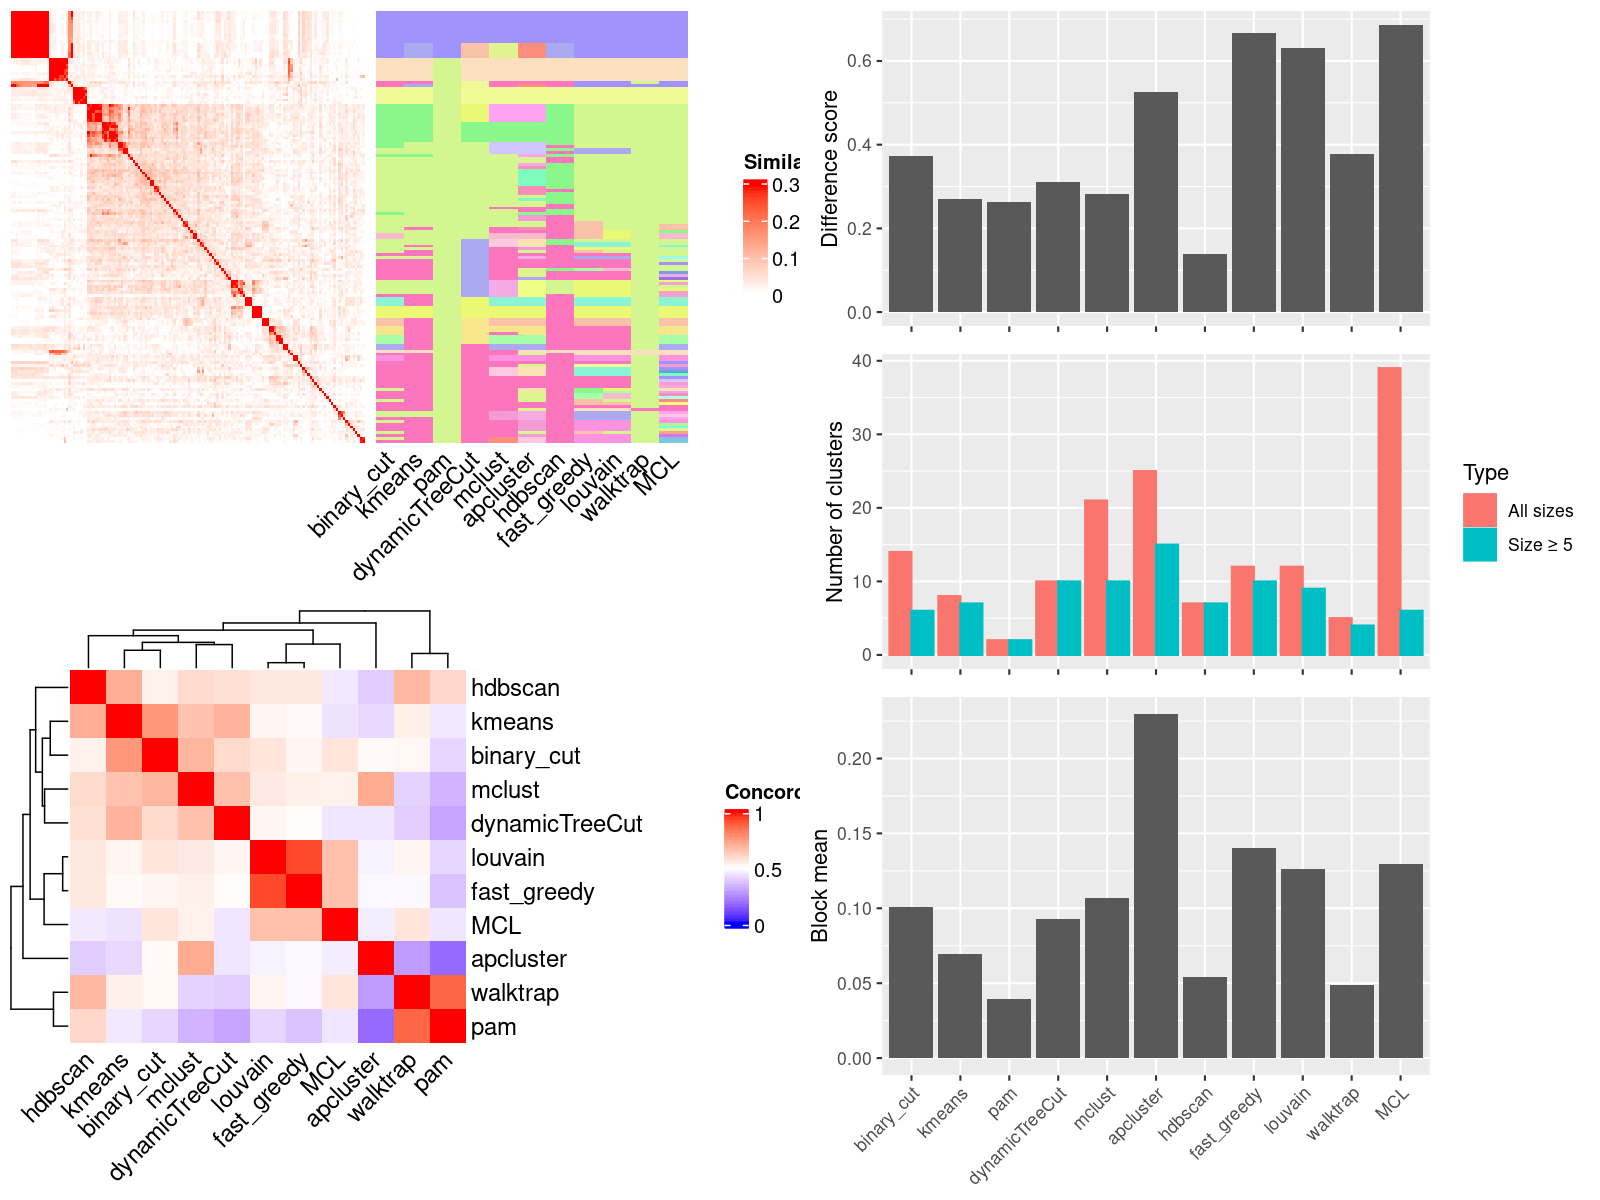 Simila
0.3
0.2
0.1
0
binary_cut
kmeans
pam
dynamicTreeCut
mclust
apcluster
hdbscan
fast_greedy
louvain
walktrap
MCL
hdbscan
kmeans
binary_cut
mclust
dynamicTreeCut
louvain
fast_greedy
MCL
apcluster
walktrap
pam
hdbscan
kmeans
binary_cut
mclust
dynamicTreeCut
louvain
fast_greedy
MCL
apcluster
walktrap
pam
Concord
1
0.5
0
Difference score
0.6
0.4
0.2
0.0
Number of clusters
40
30
20
10
0
Type
All sizes
Size ≥ 5
Block mean
0.20
0.15
0.10
0.05
0.00
binary_cut
kmeans
pam
dynamicTreeCut
mclust
apcluster
hdbscan
fast_greedy
louvain
walktrap
MCL